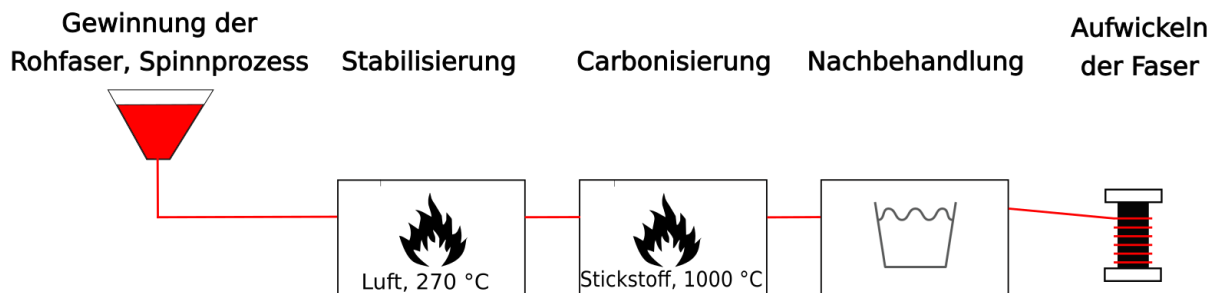 Gewinnung der
Rohfaser, Spinnprozess
Stabilisierung
Carbonisierung
Nachbehandlung
Aufwickeln
der Faser
Luft, 270 °C
Stickstoff, 1000 °C